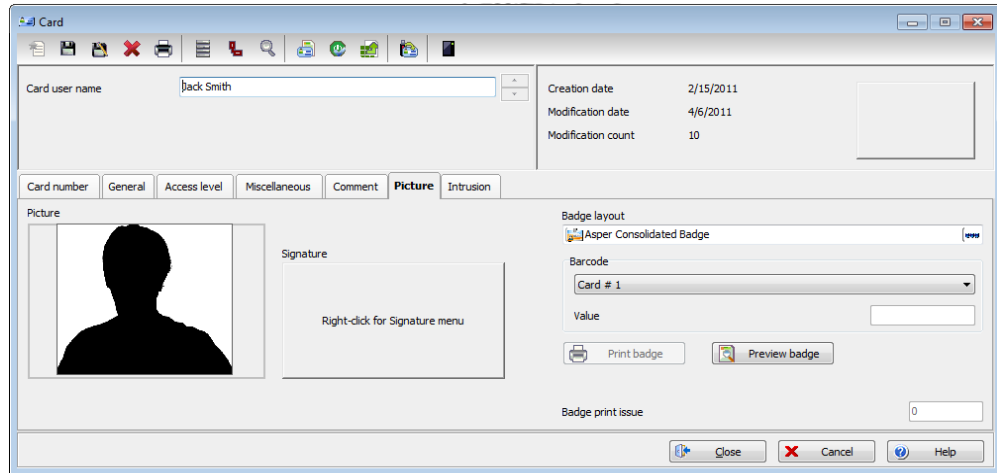 Card
Card user name
Jack Smith
Creation date 2/15/2011
Modification date 4/6/2011
Modification count 10
Card number General Access level Miscellaneous Comment Picture Intrusion
Picture
Signature
Right-click for Signature menu
Badge layout
Asper Consolidated Badge
Barcode
Card # 1
Value
Print badge Preview badge
Badge print issue 0
Close Cancel Help